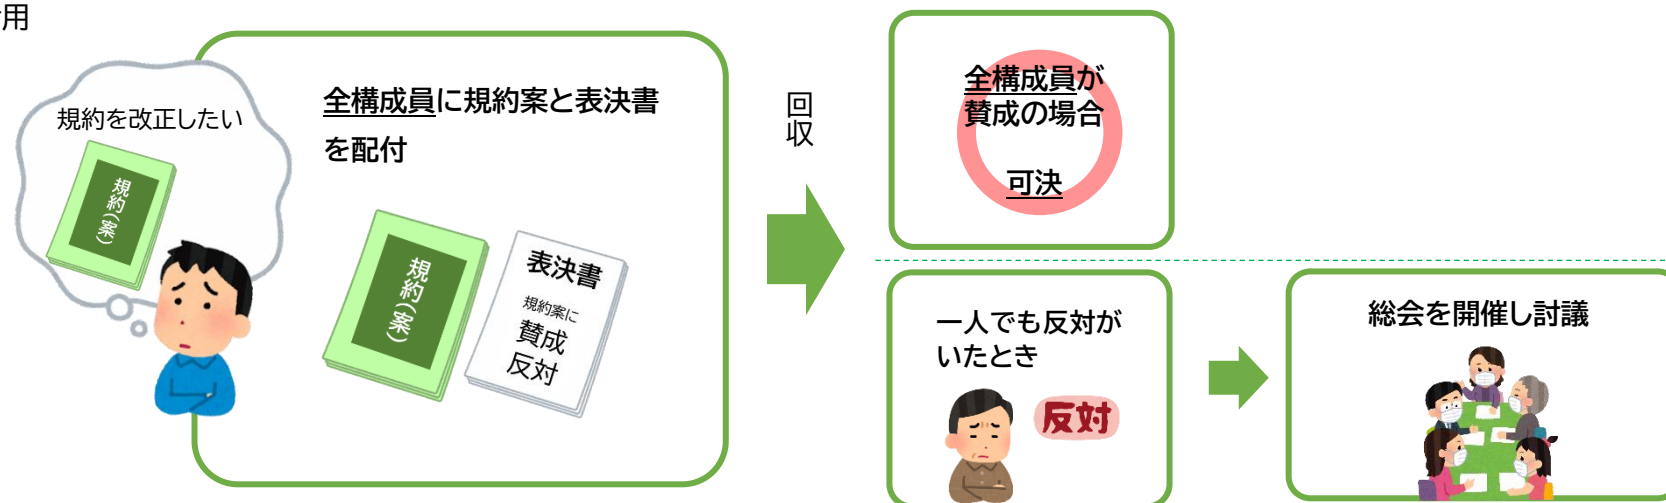 用
規約を改正したい
規約(案)
全構成員に規約案と表決書
を配付
規約(案)
表決書
規約案に
賛成
反対
回収
全構成員が
賛成の場合
可決
一人でも反対が
いたとき
反対
総会を開催し討議